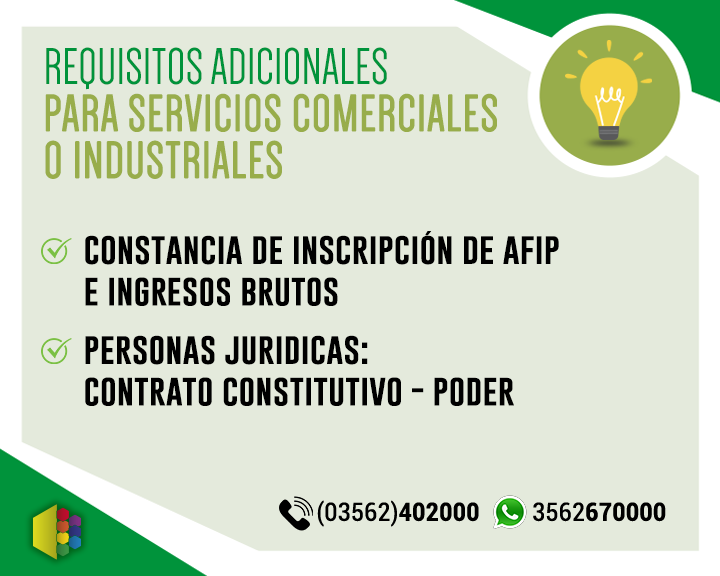 REQUISITOS ADICIONALES
PARA SERVICIOS COMERCIALES
O INDUSTRIALES
CONSTANCIA DE INSCRIPCIÓN DE AFIP
E INGRESOS BRUTOS
PERSONAS JURIDICAS:
CONTRATO CONSTITUTIVO - PODER
(03562)402000 3562670000